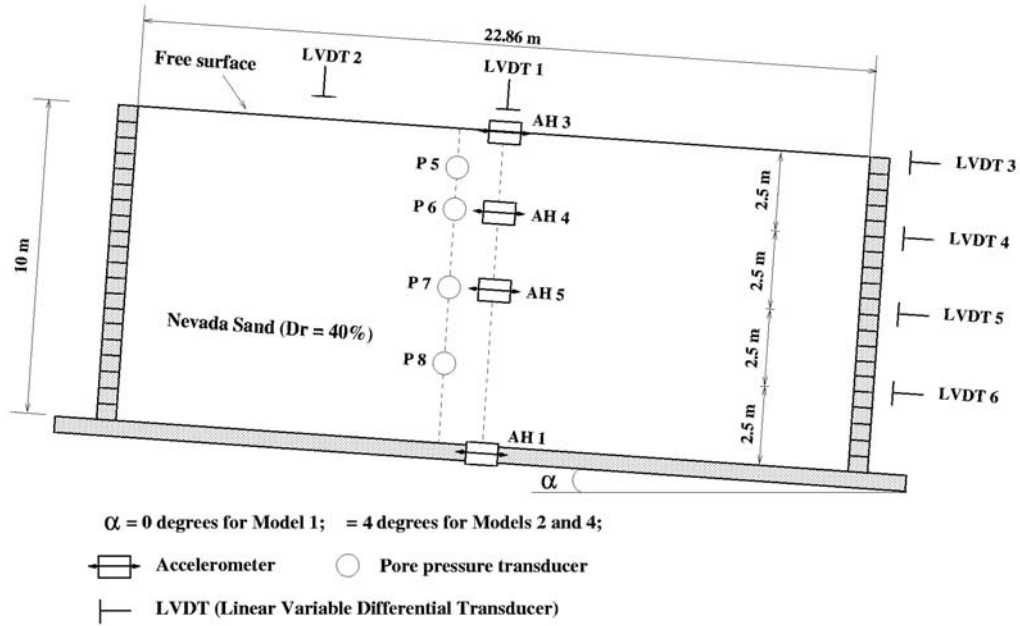 22.86 m
LVDT 2
LVDT 1
Free surface
AH 3
P 5
LVDT 3
2.5 m
P 6
AH 4
LVDT 4
10 m
2.5 m
P 7
AH 5
LVDT 5
Nevada Sand (Dr = 40%)
2.5 m
P 8
LVDT 6
2.5 m
AH 1
α
α = 0 degrees for Model 1; = 4 degrees for Models 2 and 4;
Accelerometer
Pore pressure transducer
LVDT (Linear Variable Differential Transducer)